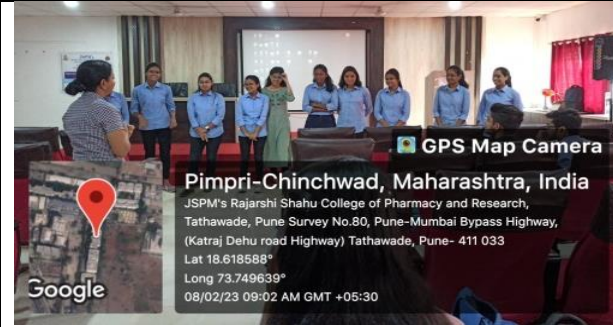 GPS Map Camera
Pimpri-Chinchwad, Maharashtra, India
JSPM's Rajarshi Shahu College of Pharmacy and Research,
Tathawade, Pune Survey No.80, Pune-Mumbai Bypass Highway,
(Katraj Dehu road Highway) Tathawade, Pune- 411 033
Lat 18.618588°
Long 73.749639°
08/02/23 09:02 AM GMT +05:30
Google